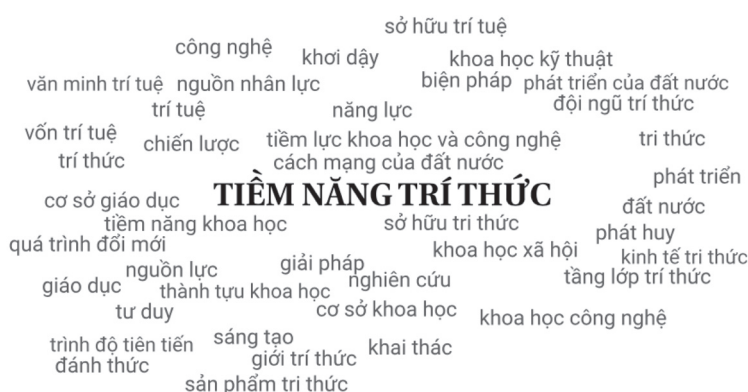 sở hữu trí tuệ
công nghệ
khơi dậy
khoa học kỹ thuật
văn minh trí tuệ
nguồn nhân lực
biện pháp
phát triển của đất nước
trí tuệ
năng lực
đội ngũ trí thức
vốn trí tuệ
chiến lược
tiềm lực khoa học và công nghệ
tri thức
trí thức
cách mạng của đất nước
phát triển
TIỀM NĂNG TRÍ THỨC
cơ sở giáo dục
đất nước
tiềm năng khoa học
sở hữu tri thức
phát huy
quá trình đổi mới
khoa học xã hội
kinh tế tri thức
nguồn lực
giải pháp
nghiên cứu
tầng lớp trí thức
giáo dục
thành tựu khoa học
tư duy
cơ sở khoa học
khoa học công nghệ
trình độ tiên tiến
sáng tạo
khai thác
đánh thức
giới trí thức
sản phẩm tri thức